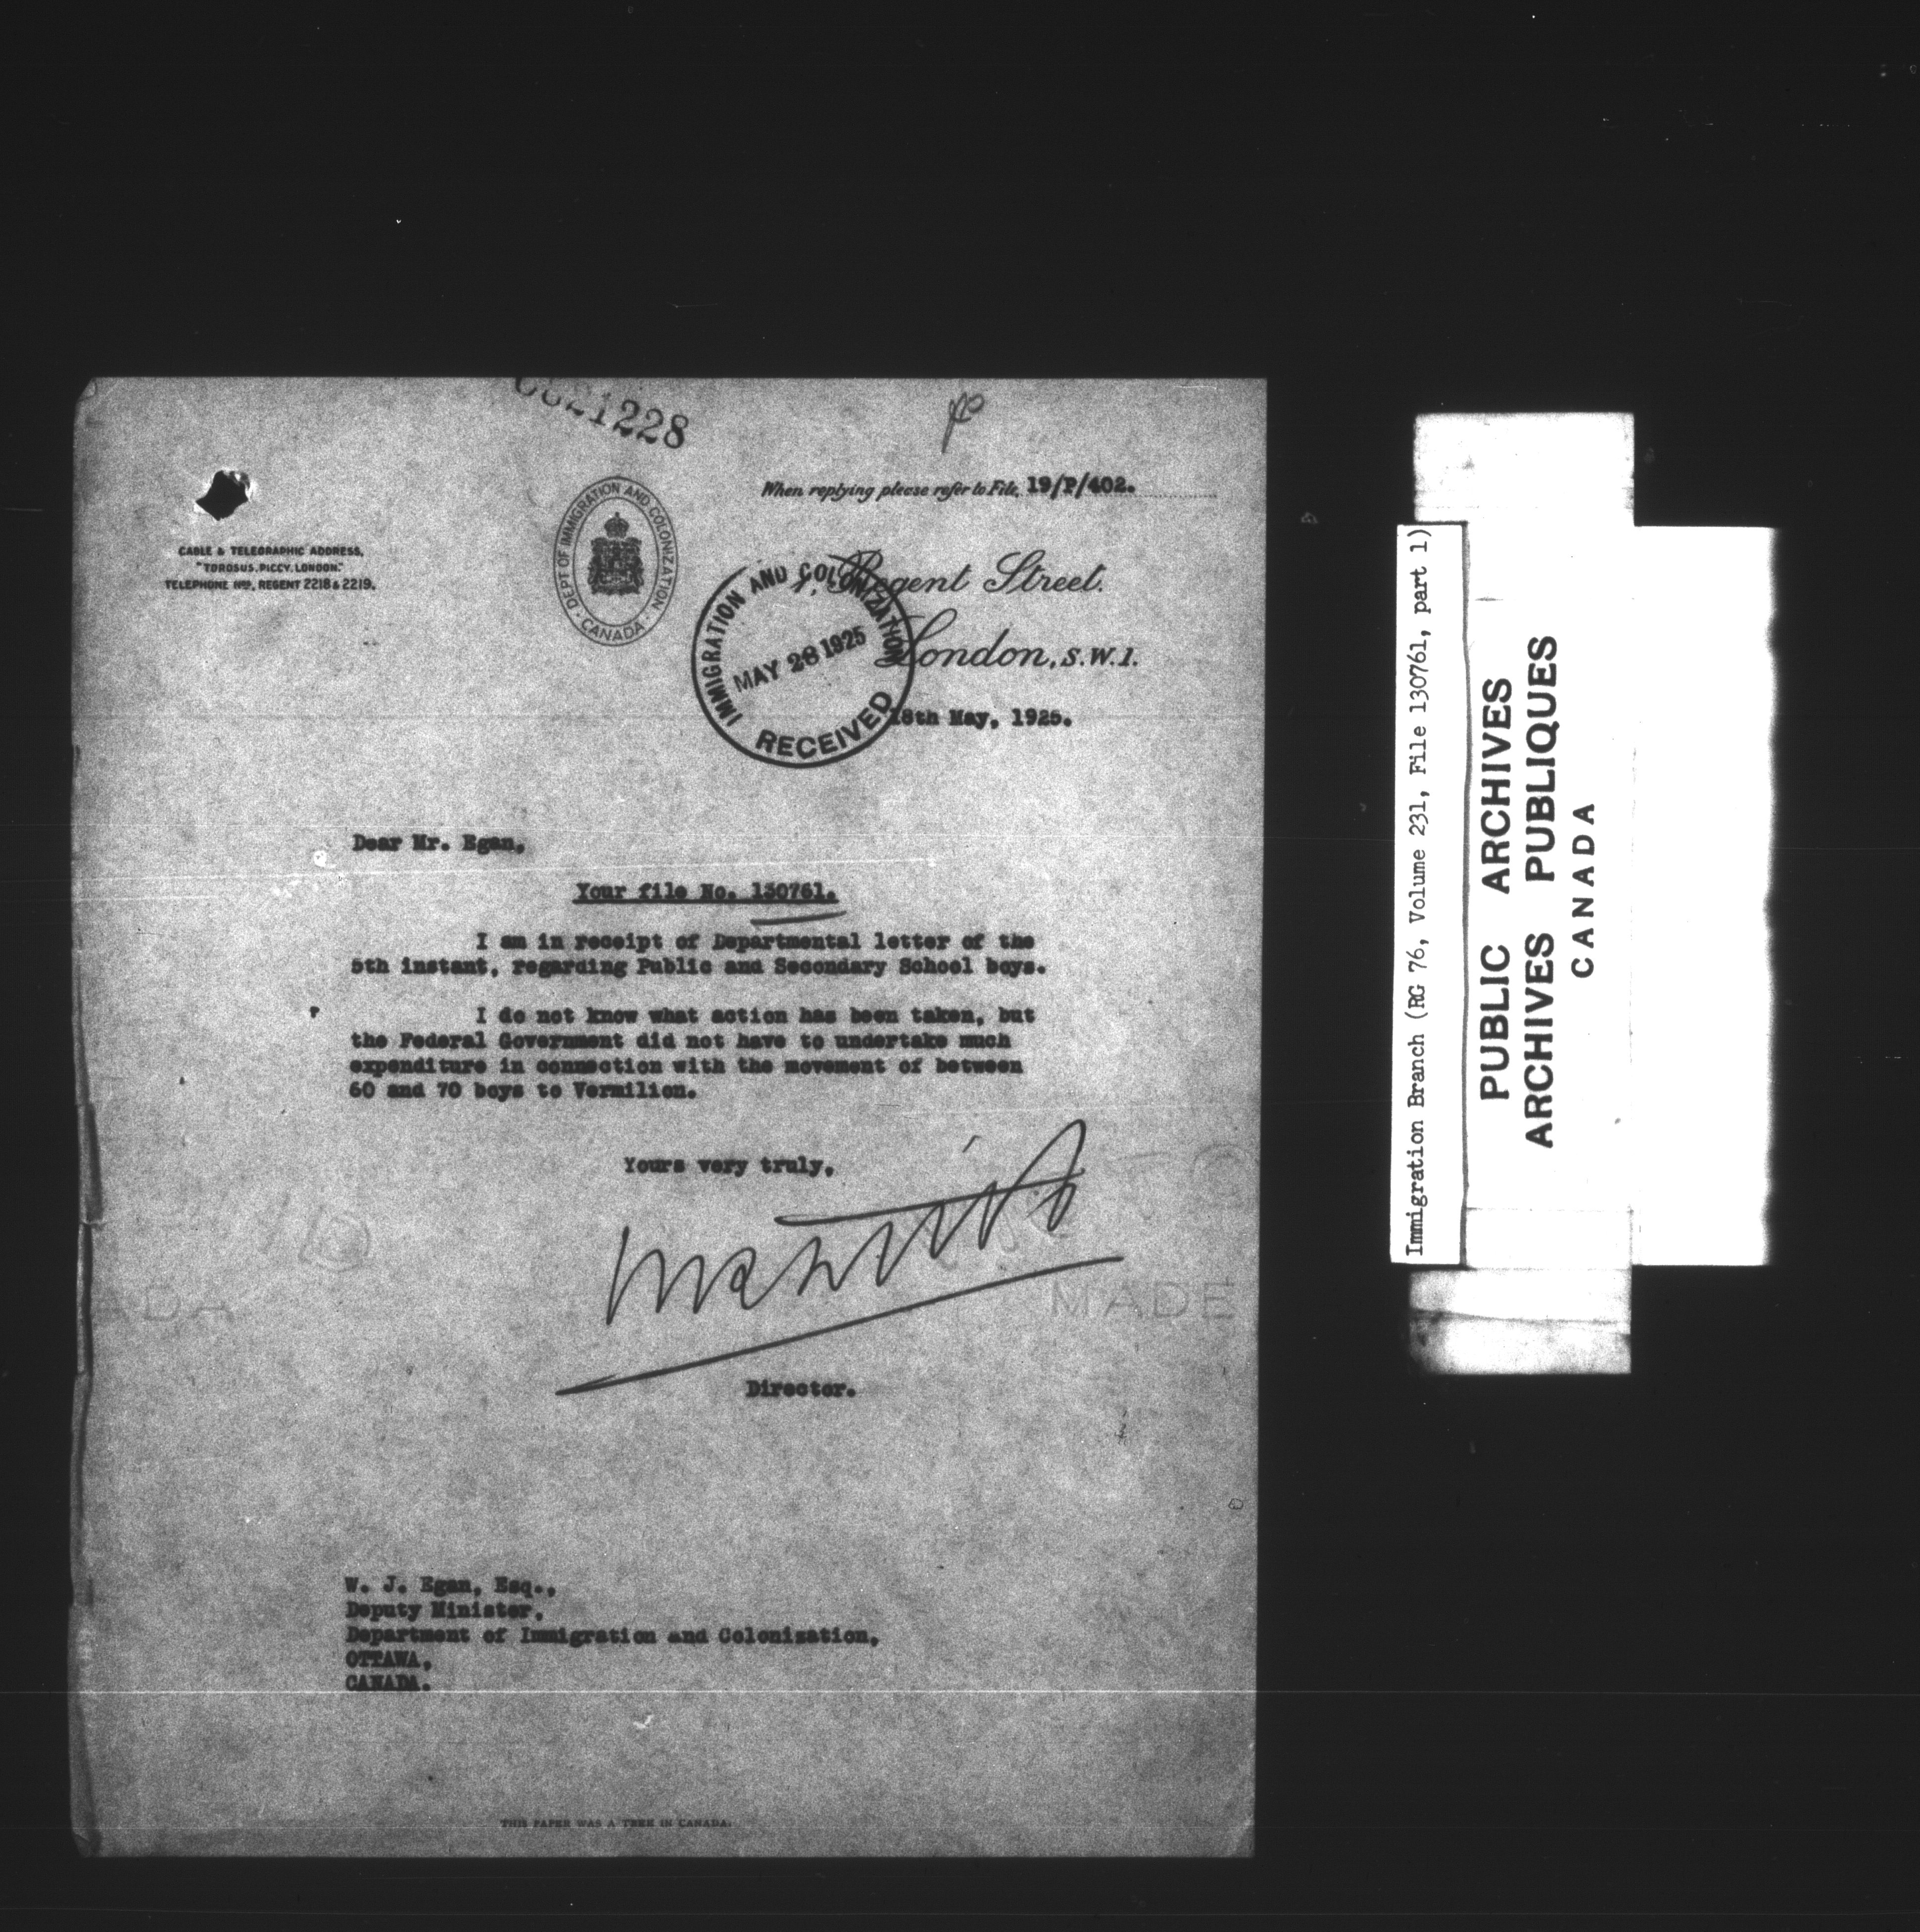 1228
When replying please refer to File, 19/P/402.
CABLE & TELEGRAPHIC ADDRESS,
"TOROSUS, PICCY, LONDON."
TELEPHONE Nos. REGENT 2218 & 2219.
DEPT OF IMMIGRATION AND COLONIZATION
CANADA
Regent Street.
London, S.W.1.
IMMIGRATION AND COLONIZATION
MAY 28 1925
RECEIVED
18th May, 1925.
Dear Mr. Egan,
Your file No. 130761.
I am in receipt of Departmental letter of the
5th instant, regarding Public and Secondary School boys.
I do not know what action has been taken, but
the Federal Government did not have to undertake much
expenditure in connection with the movement of between
60 and 70 boys to Vermilion.
Yours very truly,
Director.
MADE
ADA
W. J. Egan, Esq.,
Deputy Minister,
Department of Immigration and Colonization,
OTTAWA,
CANADA.
THIS PAPER WAS A TREE IN CANADA.
Immigration Branch (RG 76, Volume 231, File 130761, part 1)
PUBLIC ARCHIVES
ARCHIVES PUBLIQUES
CANADA